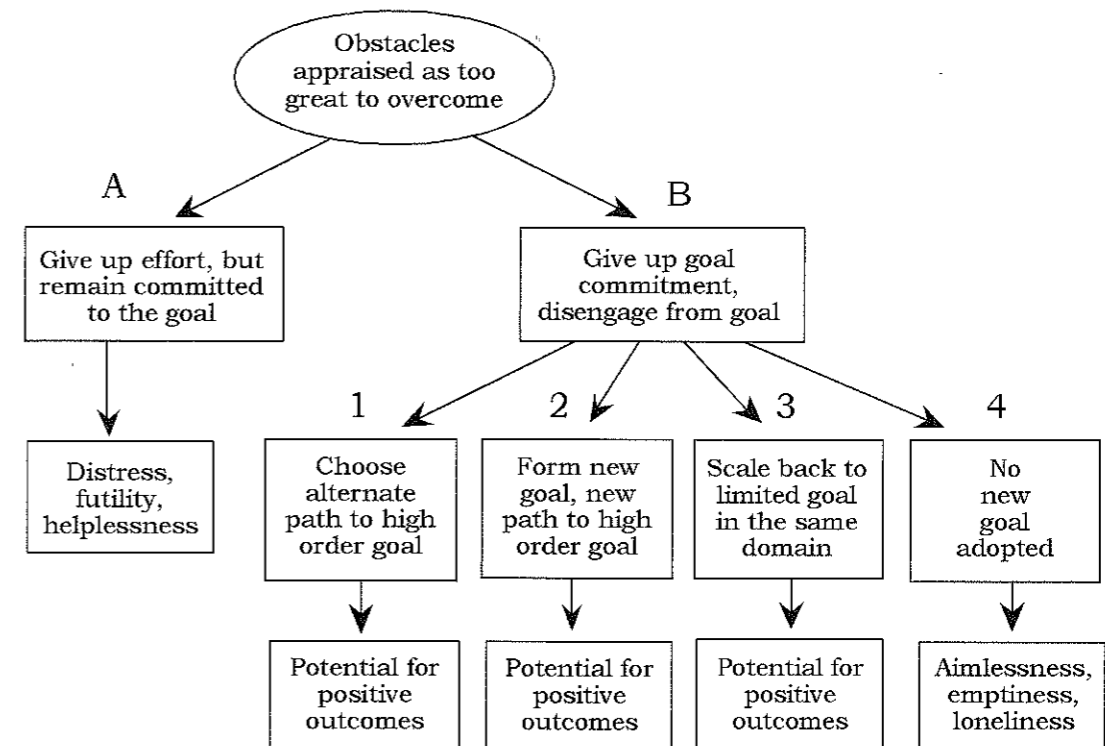 Obstacles
appraised as too
great to overcome
A
B
Give up effort, but
remain committed
to the goal
Give up goal
commitment,
disengage from goal
1
2
3
4
Distress,
futility,
helplessness
Choose
alternate
path to high
order goal
Form new
goal, new
path to high
order goal
Scale back to
limited goal
in the same
domain
No
new
goal
adopted
Potential for
positive
outcomes
Potential for
positive
outcomes
Potential for
positive
outcomes
Aimlessness,
emptiness,
loneliness